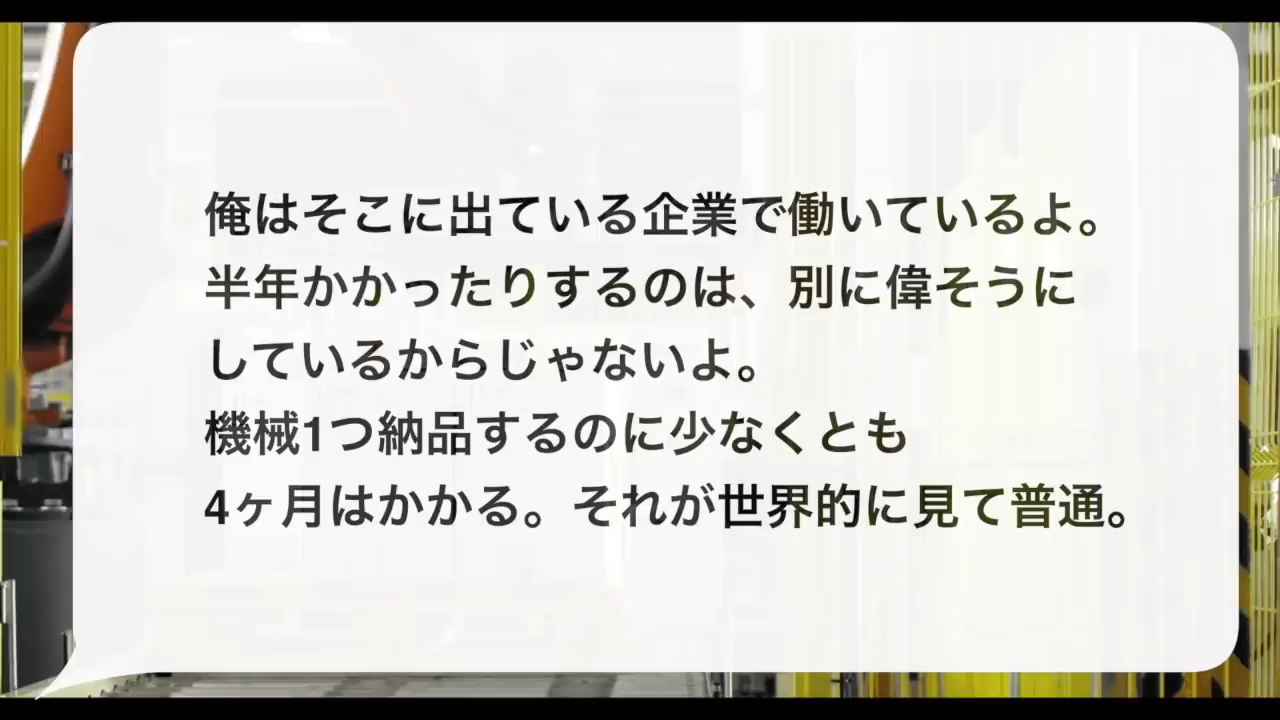 俺はそこに出ている企業で働いているよ。
半年かかったりするのは、別に偉そうに
しているからじゃないよ。
機械1つ納品するのに少なくとも
4ヶ月はかかる。それが世界的に見て普通。